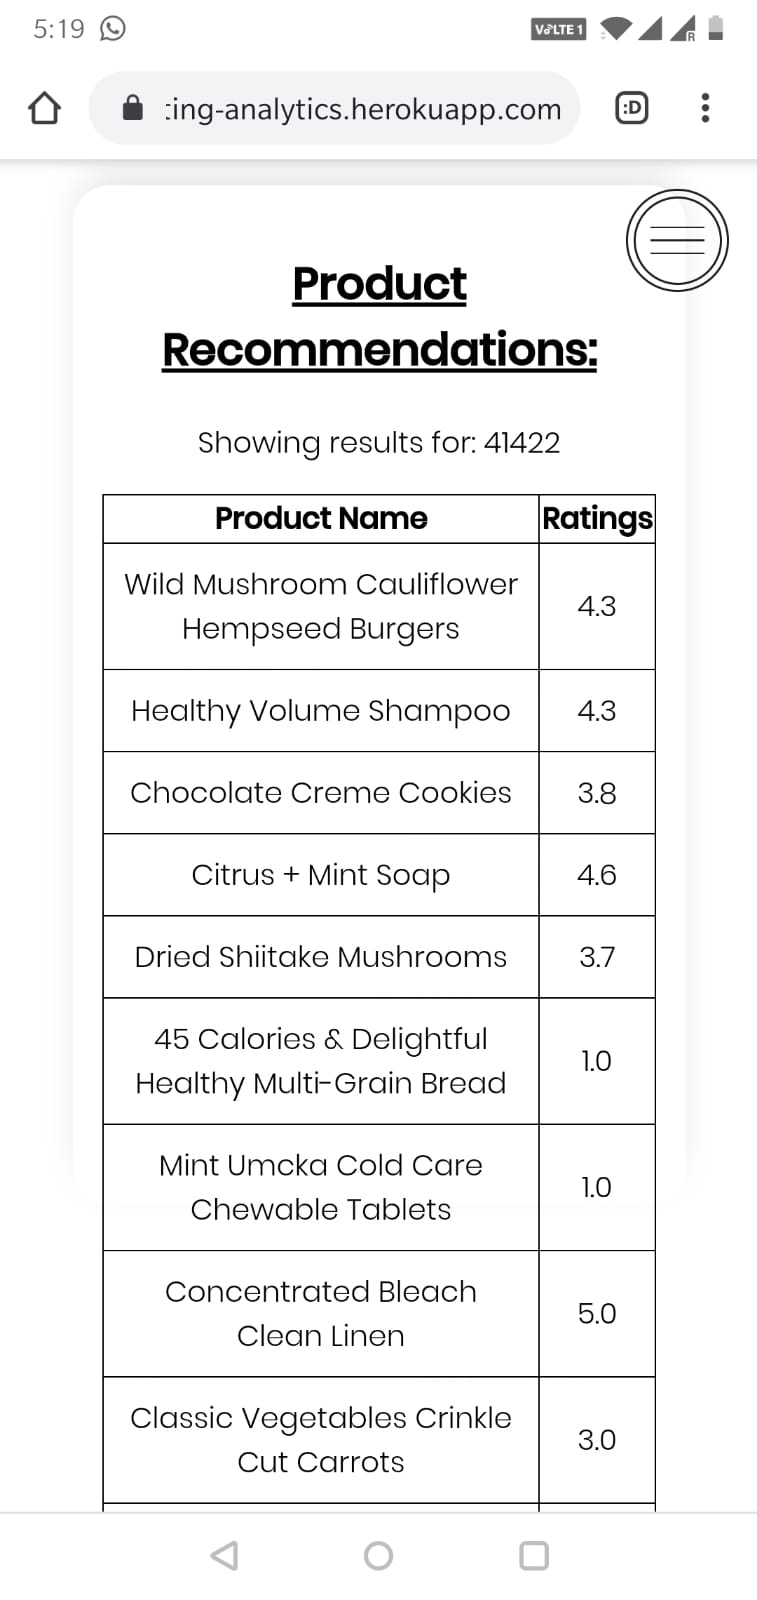 5:19
VoLTE 1
R
:ing-analytics.herokuapp.com
:D
Product
Recommendations:
Showing results for: 41422
Product Name Ratings
Wild Mushroom Cauliflower
Hempseed Burgers
4.3
Healthy Volume Shampoo 4.3
Chocolate Creme Cookies 3.8
Citrus + Mint Soap 4.6
Dried Shiitake Mushrooms 3.7
45 Calories & Delightful
Healthy Multi-Grain Bread
1.0
Mint Umcka Cold Care
Chewable Tablets
1.0
Concentrated Bleach
Clean Linen
5.0
Classic Vegetables Crinkle
Cut Carrots
3.0